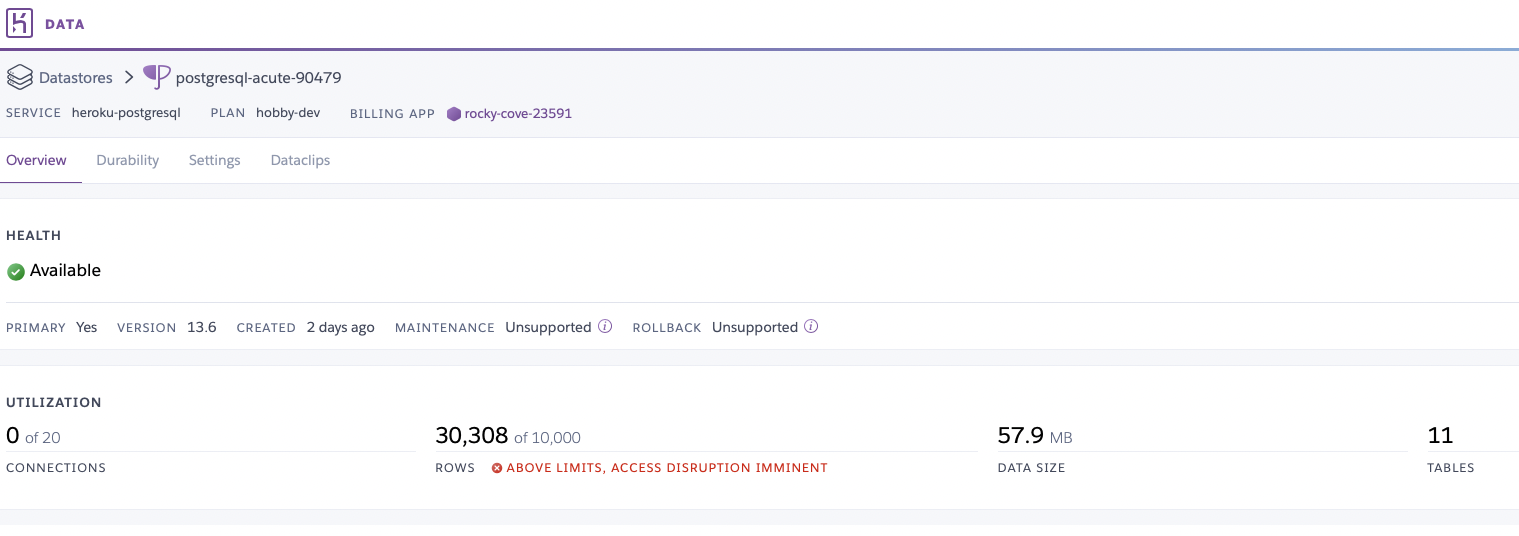 DATA
Datastores > postgresql-acute-90479
SERVICE heroku-postgresql PLAN hobby-dev BILLING APP rocky-cove-23591
Overview Durability Settings Dataclips
HEALTH
Available
PRIMARY Yes VERSION 13.6 CREATED 2 days ago MAINTENANCE Unsupported ROLLBACK Unsupported
UTILIZATION
0 of 20 30,308 of 10,000 57.9 MB 11
CONNECTIONS ROWS ABOVE LIMITS, ACCESS DISRUPTION IMMINENT DATA SIZE TABLES